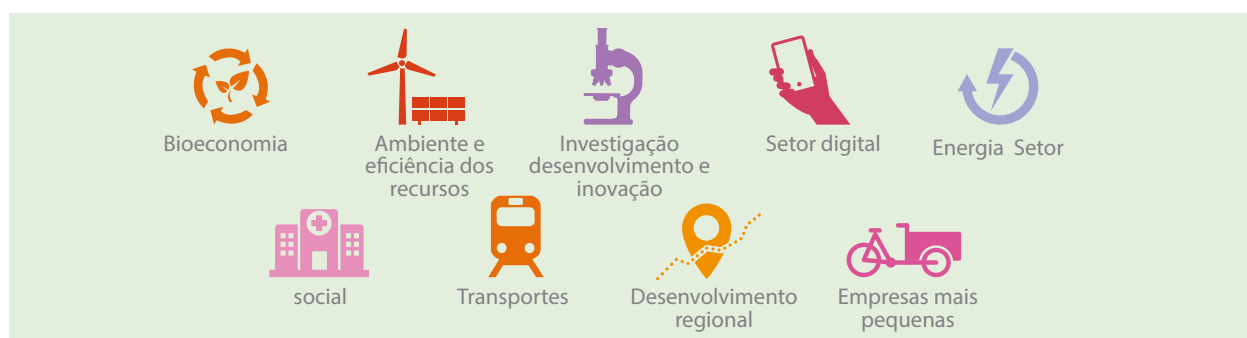 Bioeconomia
Ambiente e
eficiência dos
recursos
Investigação
desenvolvimento e
inovação
Setor digital
Energia Setor
social
Transportes
Desenvolvimento
regional
Empresas mais
pequenas